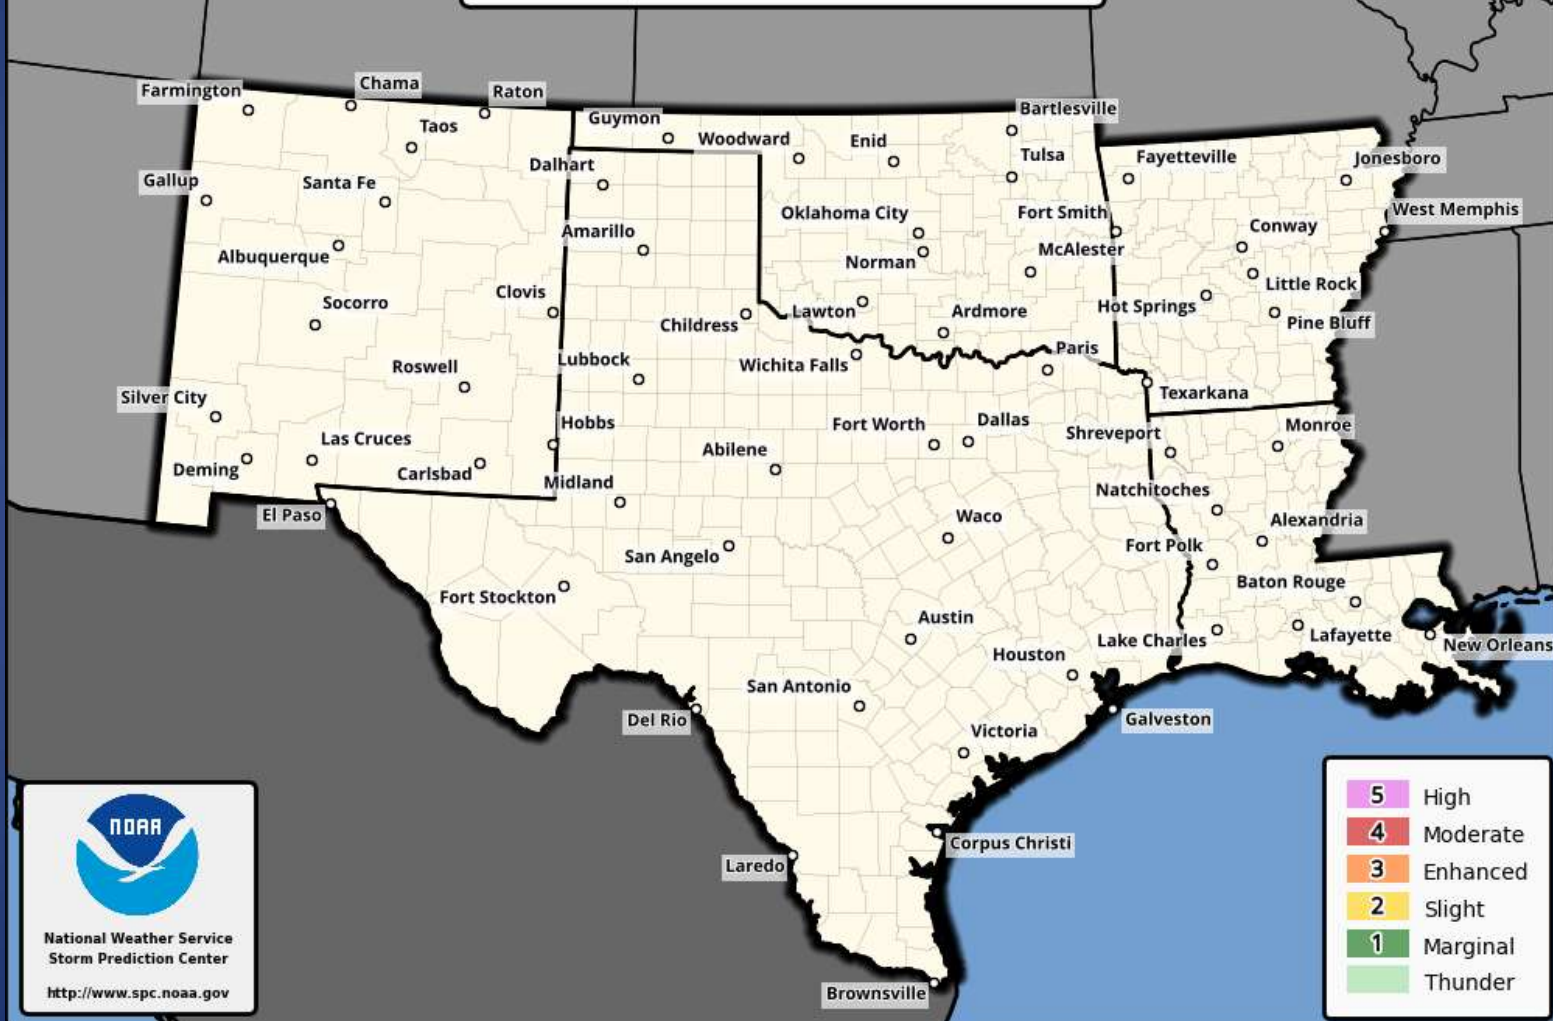 Farmington
Chama
Raton
Taos
Guymon
Woodward
Enid
Bartlesville
Tulsa
Fayetteville
Jonesboro
Gallup
Santa Fe
Dalhart
Amarillo
Oklahoma City
Fort Smith
West Memphis
Conway
Albuquerque
Norman
McAlester
Little Rock
Socorro
Clovis
Childress
Lawton
Ardmore
Hot Springs
Pine Bluff
Roswell
Lubbock
Wichita Falls
Paris
Texarkana
Silver City
Las Cruces
Hobbs
Abilene
Fort Worth
Dallas
Shreveport
Monroe
Deming
Carlsbad
Midland
Natchitoches
El Paso
San Angelo
Waco
Alexandria
Fort Polk
Fort Stockton
Baton Rouge
Austin
Lake Charles
Lafayette
New Orleans
Houston
San Antonio
Del Rio
Galveston
Victoria
Laredo
Corpus Christi
Brownsville
NOAA
National Weather Service
Storm Prediction Center
http://www.spc.noaa.gov
5 High
4 Moderate
3 Enhanced
2 Slight
1 Marginal
Thunder